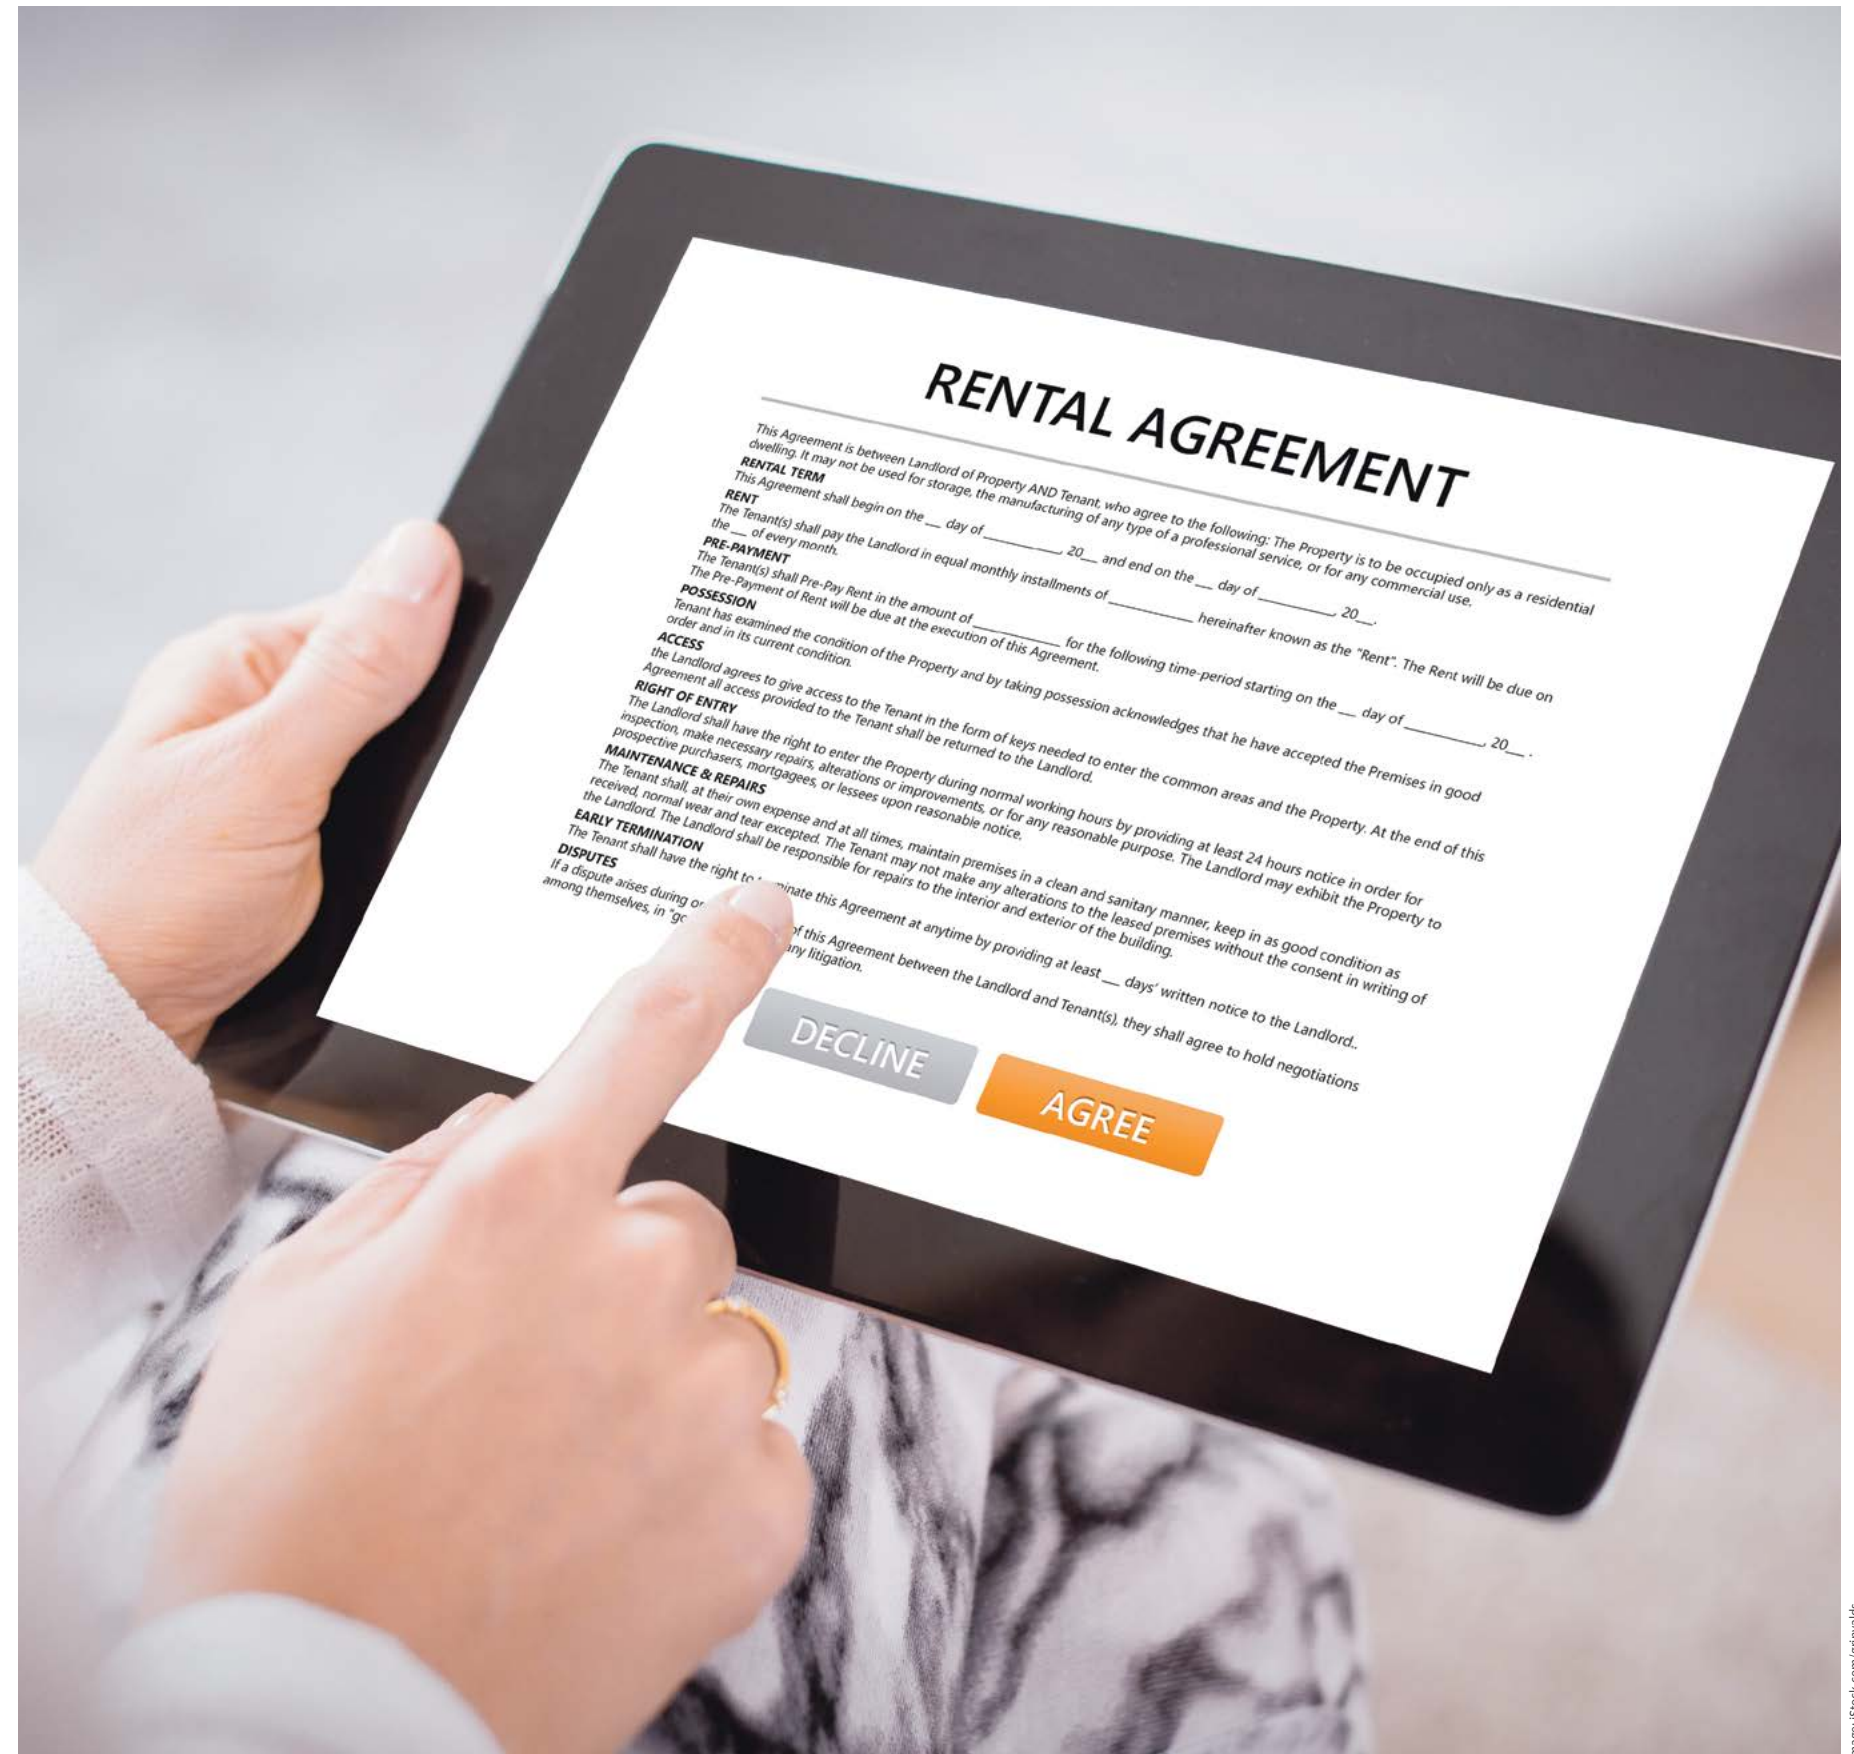 RENTAL AGREEMENT
This Agreement is between Landlord of Property AND Tenant, who agree to the following: The Property is to be occupied only as a residential
dwelling. It may not be used for storage, the manufacturing of any type of a professional service, or for any commercial use.
RENTAL TERM
This Agreement shall begin on the __ day of __________, 20__ and end on the __ day of _________, 20__.
RENT
The Tenant(s) shall pay the Landlord in equal monthly installments of __________ hereinafter known as the "Rent". The Rent will be due on
the __ of every month.
PRE-PAYMENT
The Tenant(s) shall Pre-Pay Rent in the amount of __________ for the following time-period starting on the __ day of _________, 20__ .
The Pre-Payment of Rent will be due at the execution of this Agreement.
POSSESSION
Tenant has examined the condition of the Property and by taking possession acknowledges that he have accepted the Premises in good
order and in its current condition.
ACCESS
the Landlord agrees to give access to the Tenant in the form of keys needed to enter the common areas and the Property. At the end of this
Agreement all access provided to the Tenant shall be returned to the Landlord.
RIGHT OF ENTRY
The Landlord shall have the right to enter the Property during normal working hours by providing at least 24 hours notice in order for
inspection, make necessary repairs, alterations or improvements, or for any reasonable purpose. The Landlord may exhibit the Property to
prospective purchasers, mortgagees, or lessees upon reasonable notice.
MAINTENANCE & REPAIRS
The Tenant shall, at their own expense and at all times, maintain premises in a clean and sanitary manner, keep in as good condition as
received, normal wear and tear excepted. The Tenant may not make any alterations to the leased premises without the consent in writing of
the Landlord. The Landlord shall be responsible for repairs to the interior and exterior of the building.
EARLY TERMINATION
The Tenant shall have the right to this Agreement at anytime by providing at least __ days' written notice to the Landlord..
DISPUTES
If a dispute arises during of this Agreement between the Landlord and Tenant(s), they shall agree to hold negotiations
among themselves, in any litigation.
DECLINE
AGREE